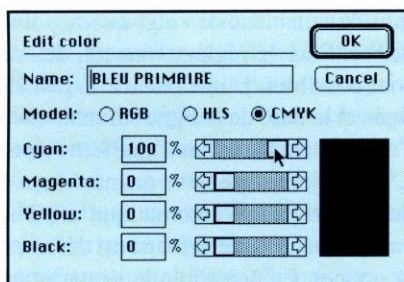 Edit color
OK
Name: BLEU PRIMAIRE
Cancel
Model: RGB HLS CMYK
Cyan: 100 %
Magenta: 0 %
Yellow: 0 %
Black: 0 %